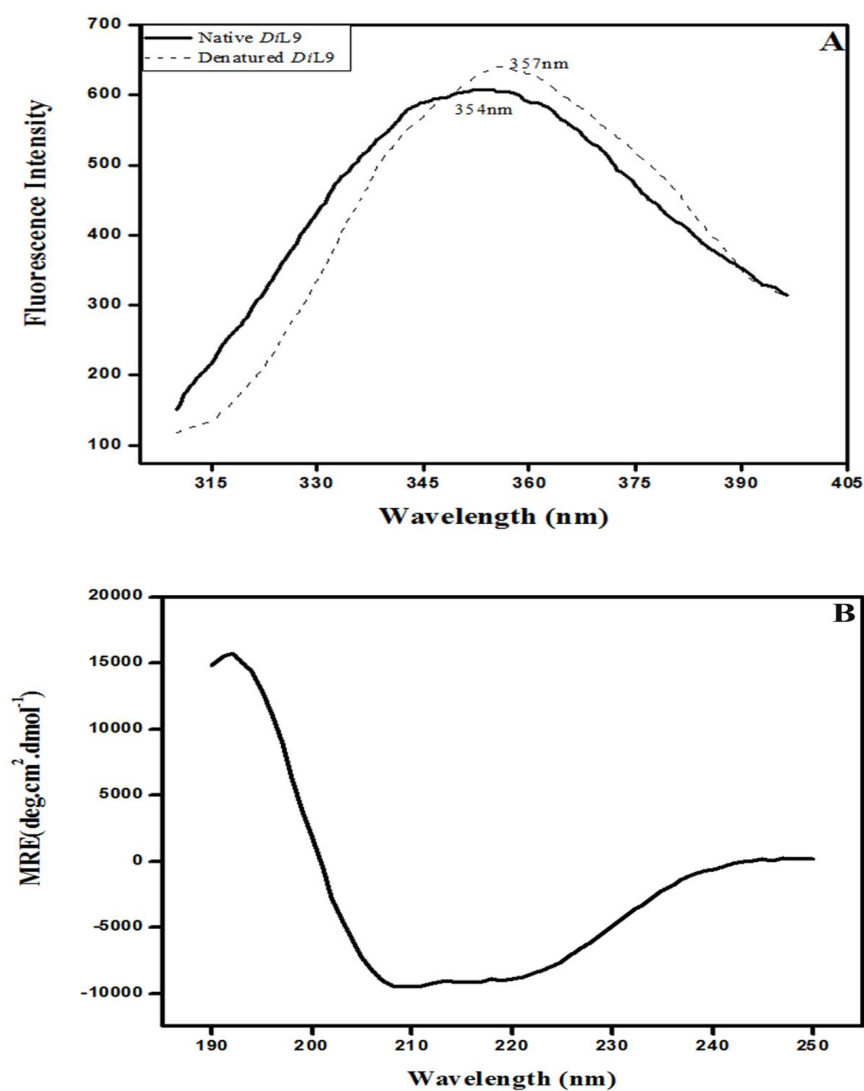 A
Native DiL9
Denatured DiL9
357nm
354nm
700
600
500
400
300
200
100
Fluorescence Intensity
315 330 345 360 375 390 405
Wavelength (nm)
B
20000
15000
10000
5000
0
-5000
-10000
MRE(deg.cm².dmol⁻¹)
190 200 210 220 230 240 250
Wavelength (nm)